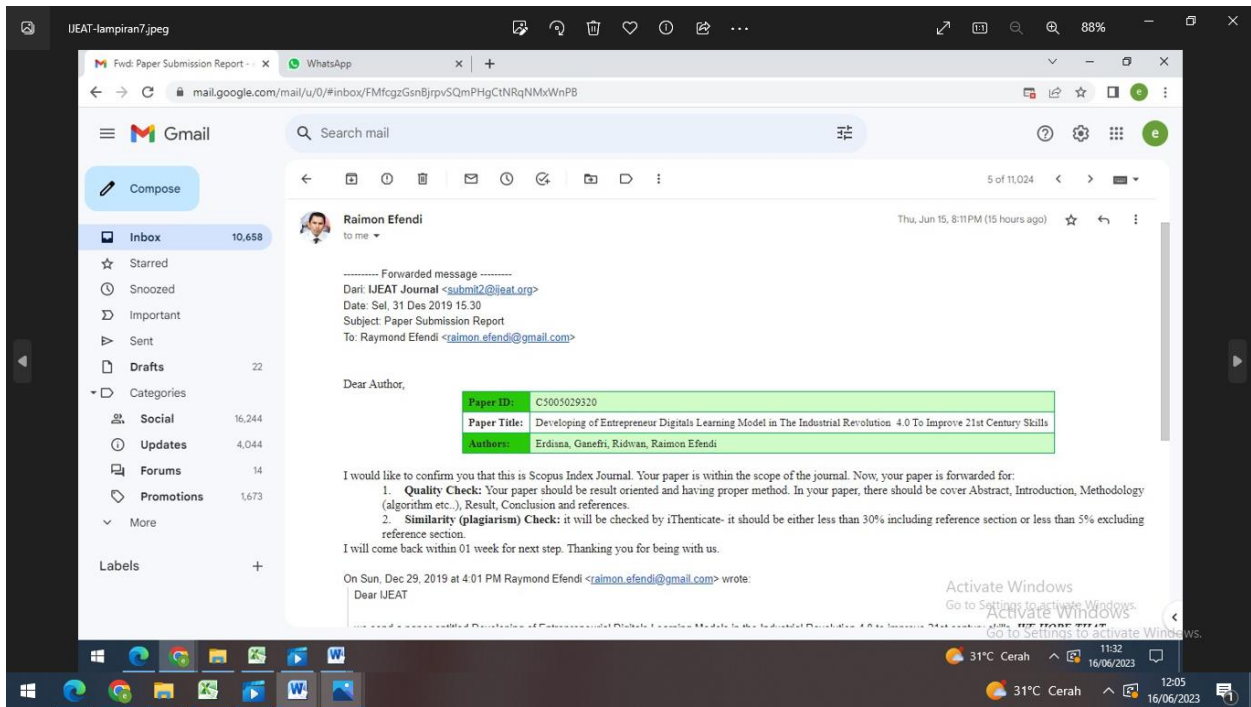 IJEAT-lampiran7.jpeg
88%
Fwd: Paper Submission Report -
WhatsApp
mail.google.com/mail/u/0/#inbox/FMfcgzGsnBjrpvSQmPHgCtNRqNMxWnPB
e
Gmail
Search mail
e
Compose
5 of 11,024
Inbox 10,658
Starred
Snoozed
Important
Sent
Drafts 22
Categories
Social 16,244
Updates 4,044
Forums 14
Promotions 1,673
More
Labels +
Raimon Efendi
Thu, Jun 15, 8:11 PM (15 hours ago)
to me
---------- Forwarded message ---------
Dari: IJEAT Journal <submit2@ijeat.org>
Date: Sel, 31 Des 2019 15.30
Subject: Paper Submission Report
To: Raymond Efendi <raimon.efendi@gmail.com>
Dear Author,
Paper ID: C5005029320
Paper Title: Developing of Entrepreneur Digitals Learning Model in The Industrial Revolution 4.0 To Improve 21st Century Skills
Authors: Erdisna, Ganefri, Ridwan, Raimon Efendi
I would like to confirm you that this is Scopus Index Journal. Your paper is within the scope of the journal. Now, your paper is forwarded for:
1. Quality Check: Your paper should be result oriented and having proper method. In your paper, there should be cover Abstract, Introduction, Methodology
(algorithm etc..), Result, Conclusion and references.
2. Similarity (plagiarism) Check: it will be checked by iThenticate- it should be either less than 30% including reference section or less than 5% excluding
reference section.
I will come back within 01 week for next step. Thanking you for being with us.
On Sun, Dec 29, 2019 at 4:01 PM Raymond Efendi <raimon.efendi@gmail.com> wrote:
Dear IJEAT
Activate Windows
Go to Settings to activate Windows.
Activate Windows
Go to Settings to activate Windows.
31°C Cerah
11:32
16/06/2023
31°C Cerah
12:05
16/06/2023
1